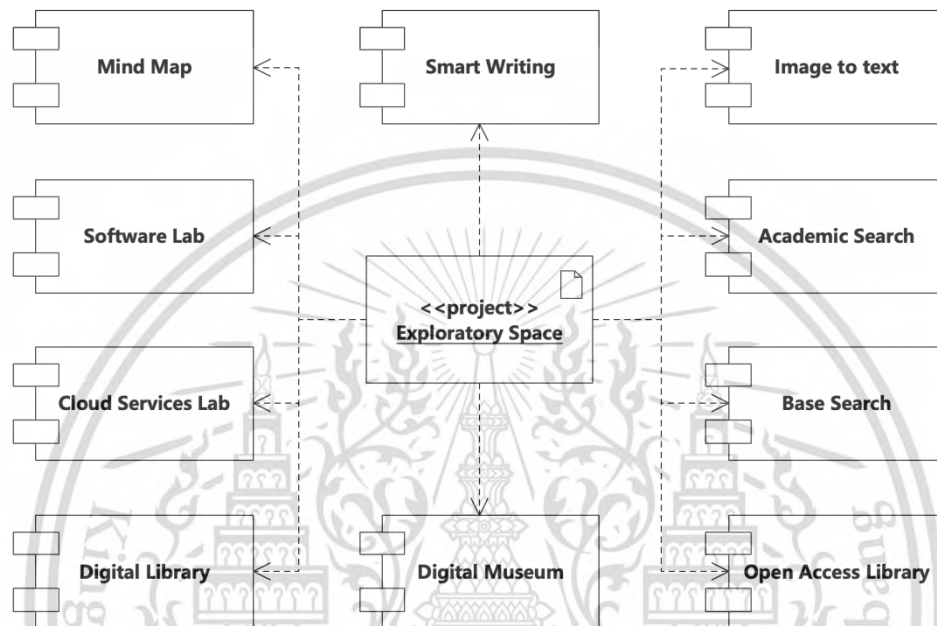 Mind Map
Smart Writing
Image to text
Software Lab
Academic Search
<<project>>
Exploratory Space
Cloud Services Lab
Base Search
Digital Library
Digital Museum
Open Access Library
King